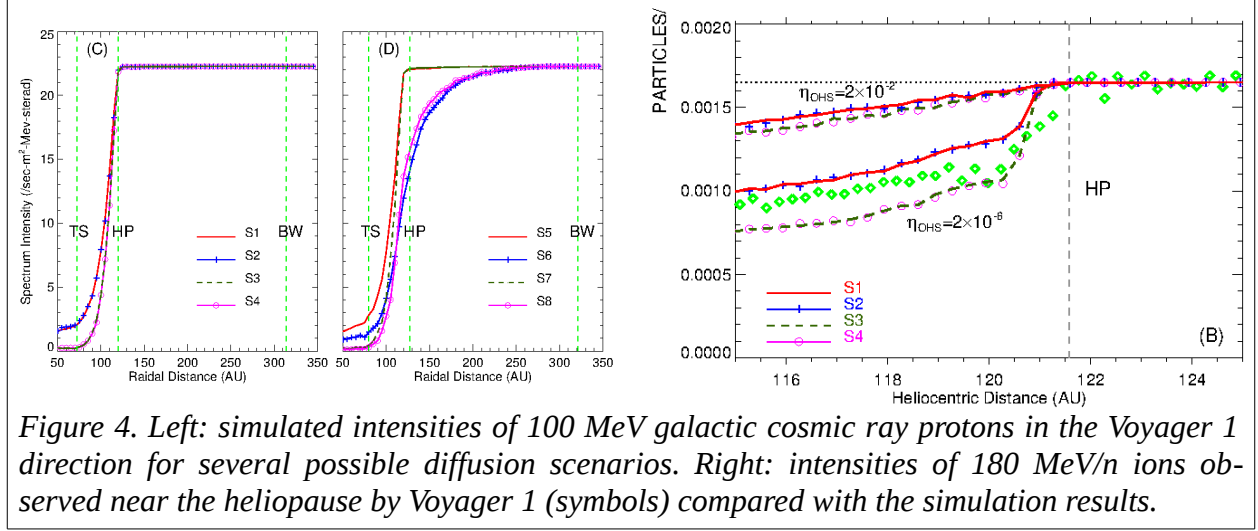 25
20
15
10
5
0
Spectrum Intensity (/sec-m²-Mev-sterad)
(C)
TS
HP
BW
S1
S2
S3
S4
50 100 150 200 250 300 350
Raidal Distance (AU)
(D)
TS
HP
BW
S5
S6
S7
S8
50 100 150 200 250 300 350
Raidal Distance (AU)
PARTICLES/
0.0020
0.0015
0.0010
0.0005
0.0000
ηOHS=2×10⁻²
ηOHS=2×10⁻⁶
HP
S1
S2
S3
S4
(B)
116 118 120 122 124
Heliocentric Distance (AU)
Figure 4. Left: simulated intensities of 100 MeV galactic cosmic ray protons in the Voyager 1
direction for several possible diffusion scenarios. Right: intensities of 180 MeV/n ions ob-
served near the heliopause by Voyager 1 (symbols) compared with the simulation results.